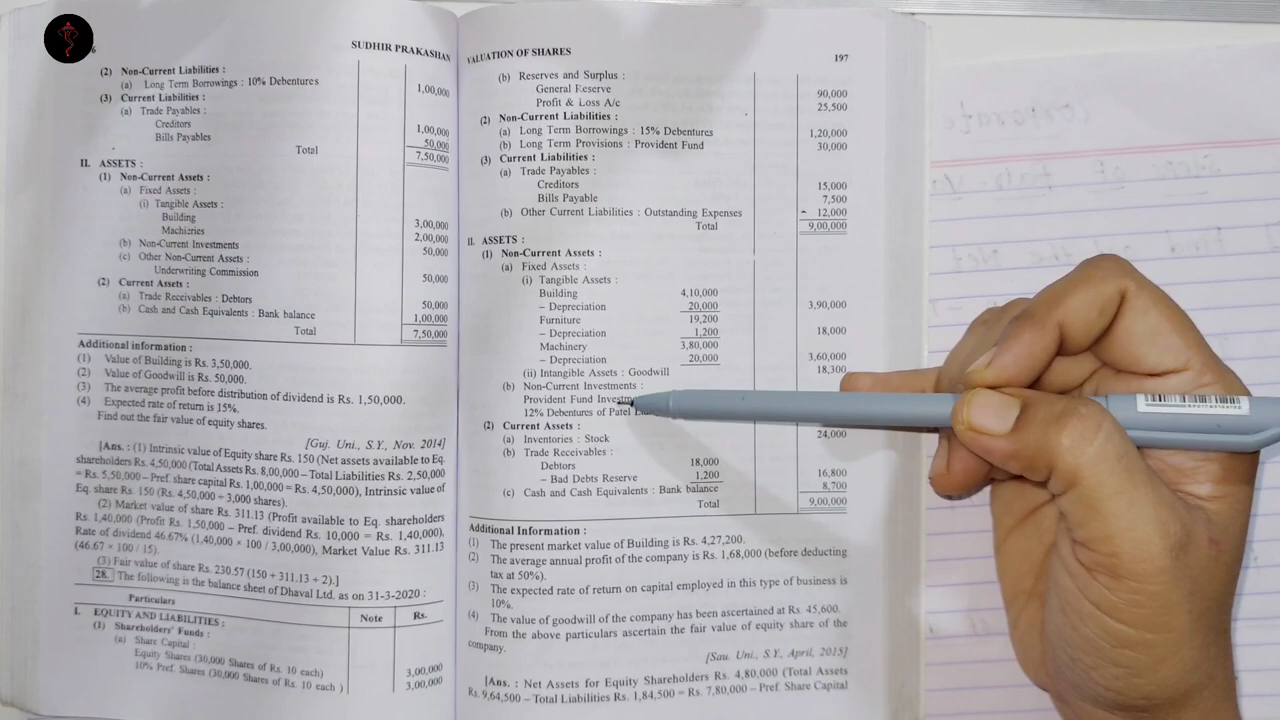 6
SUDHIR PRAKASHAN
(2) Non-Current Liabilities :
(a) Long Term Borrowings : 10% Debentures 1,00,000
(3) Current Liabilities :
(a) Trade Payables :
Creditors 1,00,000
Bills Payables 50,000
Total 7,50,000
II. ASSETS :
(1) Non-Current Assets :
(a) Fixed Assets :
(i) Tangible Assets :
Building 3,00,000
Machieries 2,00,000
(b) Non-Current Investments 50,000
(c) Other Non-Current Assets :
Underwriting Commission 50,000
(2) Current Assets :
(a) Trade Receivables : Debtors 50,000
(b) Cash and Cash Equivalents : Bank balance 1,00,000
Total 7,50,000
Additional information :
(1) Value of Building is Rs. 3,50,000.
(2) Value of Goodwill is Rs. 50,000.
(3) The average profit before distribution of dividend is Rs. 1,50,000.
(4) Expected rate of return is 15%.
Find out the fair value of equity shares.
[Guj. Uni., S.Y., Nov. 2014]
[Ans. : (1) Intrinsic value of Equity share Rs. 150 (Net assets available to Eq.
shareholders Rs. 4,50,000 (Total Assets Rs. 8,00,000 – Total Liabilities Rs. 2,50,000
= Rs. 5,50,000 – Pref. share capital Rs. 1,00,000 = Rs. 4,50,000), Intrinsic value of
Eq. share Rs. 150 (Rs. 4,50,000 ÷ 3,000 shares).
(2) Market value of share Rs. 311.13 (Profit available to Eq. shareholders
Rs. 1,40,000 (Profit Rs. 1,50,000 – Pref. dividend Rs. 10,000 = Rs. 1,40,000),
Rate of dividend 46.67% (1,40,000 × 100 / 3,00,000), Market Value Rs. 311.13
(46.67 × 100 / 15).
(3) Fair value of share Rs. 230.57 (150 + 311.13 ÷ 2).]
28. The following is the balance sheet of Dhaval Ltd. as on 31-3-2020 :
Particulars Note Rs.
I. EQUITY AND LIABILITIES :
(1) Shareholders' Funds :
(a) Share Capital :
Equity Shares (30,000 Shares of Rs. 10 each) 3,00,000
10% Pref. Shares (30,000 Shares of Rs. 10 each ) 3,00,000
VALUATION OF SHARES 197
(b) Reserves and Surplus :
General Reserve 90,000
Profit & Loss A/c 25,500
(2) Non-Current Liabilities :
(a) Long Term Borrowings : 15% Debentures 1,20,000
(b) Long Term Provisions : Provident Fund 30,000
(3) Current Liabilities :
(a) Trade Payables :
Creditors 15,000
Bills Payable 7,500
(b) Other Current Liabilities : Outstanding Expenses 12,000
Total 9,00,000
II. ASSETS :
(1) Non-Current Assets :
(a) Fixed Assets :
(i) Tangible Assets :
Building 4,10,000
– Depreciation 20,000 3,90,000
Furniture 19,200
– Depreciation 1,200 18,000
Machinery 3,80,000
– Depreciation 20,000 3,60,000
(ii) Intangible Assets : Goodwill 18,300
(b) Non-Current Investments :
Provident Fund
12% Debentures of Patel
(2) Current Assets :
(a) Inventories : Stock 24,000
(b) Trade Receivables :
Debtors 18,000
– Bad Debts Reserve 1,200 16,800
(c) Cash and Cash Equivalents : Bank balance 8,700
Total 9,00,000
Additional Information :
(1) The present market value of Building is Rs. 4,27,200.
(2) The average annual profit of the company is Rs. 1,68,000 (before deducting
tax at 50%).
(3) The expected rate of return on capital employed in this type of business is
10%.
(4) The value of goodwill of the company has been ascertained at Rs. 45,600.
From the above particulars ascertain the fair value of equity share of the
company.
[Sau. Uni., S.Y., April, 2015]
[Ans. : Net Assets for Equity Shareholders Rs. 4,80,000 (Total Assets
Rs. 9,64,500 – Total Liabilities Rs. 1,84,500 = Rs. 7,80,000 – Pref. Share Capital